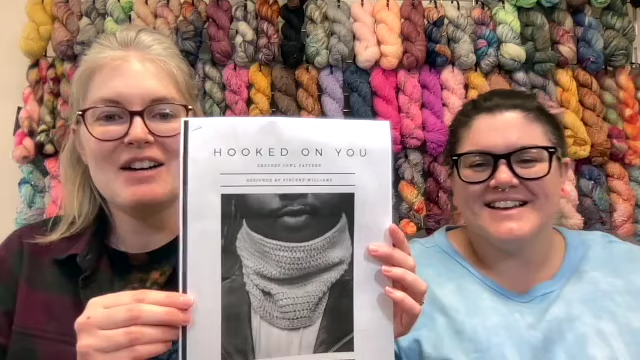 HOOKED ON YOU
CROCHET COWL PATTERN
DESIGNED BY VINCENT WILLIAMS